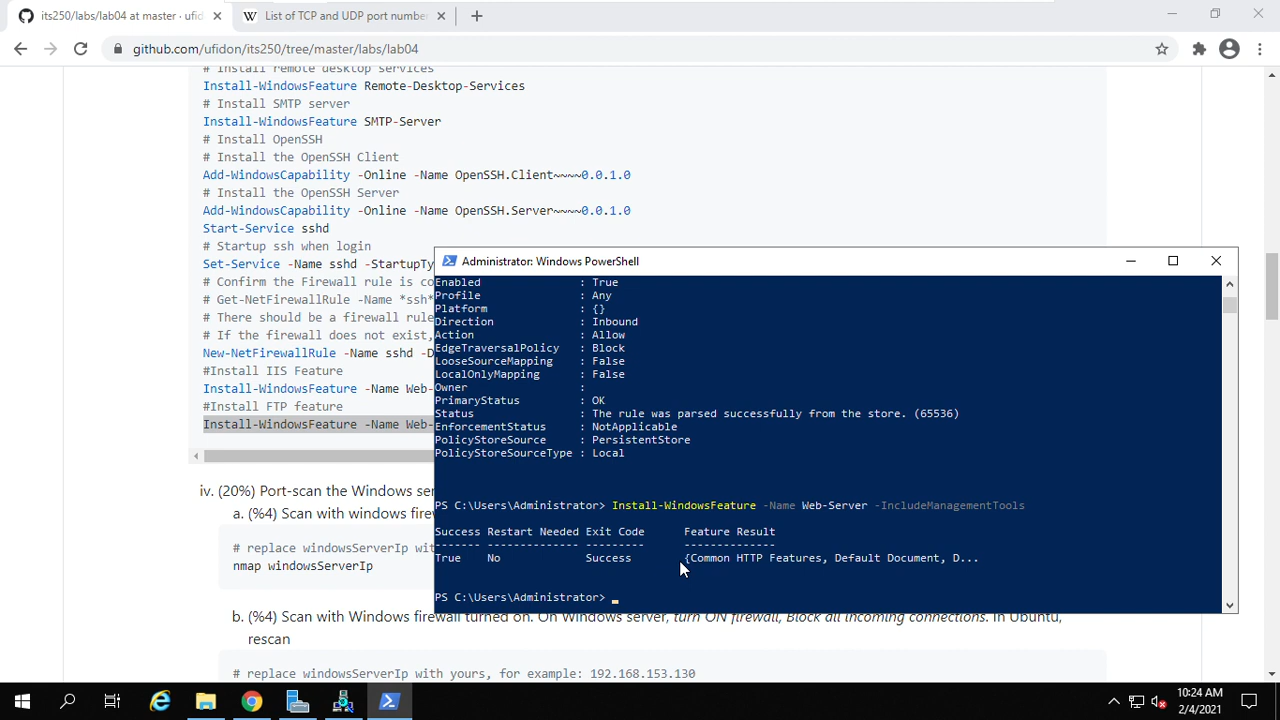 its250/labs/lab04 at master · ufid
List of TCP and UDP port number
github.com/ufidon/its250/tree/master/labs/lab04
# Install remote desktop services
Install-WindowsFeature Remote-Desktop-Services
# Install SMTP server
Install-WindowsFeature SMTP-Server
# Install OpenSSH
# Install the OpenSSH Client
Add-WindowsCapability -Online -Name OpenSSH.Client~~~~0.0.1.0
# Install the OpenSSH Server
Add-WindowsCapability -Online -Name OpenSSH.Server~~~~0.0.1.0
Start-Service sshd
# Startup ssh when login
Set-Service -Name sshd -StartupTy
# Confirm the Firewall rule is co
# Get-NetFirewallRule -Name *ssh*
# There should be a firewall rule
# If the firewall does not exist,
New-NetFirewallRule -Name sshd -D
#Install IIS Feature
Install-WindowsFeature -Name Web-
#Install FTP feature
Install-WindowsFeature -Name Web-
iv. (20%) Port-scan the Windows ser
a. (%4) Scan with windows firew
# replace windowsServerIp wit
nmap windowsServerIp
b. (%4) Scan with Windows firewall turned on. On Windows server, turn ON firewall, Block all incoming connections. In Ubuntu,
rescan
# replace windowsServerIp with yours, for example: 192.168.153.130
Administrator: Windows PowerShell
Enabled : True
Profile : Any
Platform : {}
Direction : Inbound
Action : Allow
EdgeTraversalPolicy : Block
LooseSourceMapping : False
LocalOnlyMapping : False
Owner :
PrimaryStatus : OK
Status : The rule was parsed successfully from the store. (65536)
EnforcementStatus : NotApplicable
PolicyStoreSource : PersistentStore
PolicyStoreSourceType : Local
PS C:\Users\Administrator> Install-WindowsFeature -Name Web-Server -IncludeManagementTools
Success Restart Needed Exit Code Feature Result
------- -------------- --------- --------------
True No Success {Common HTTP Features, Default Document, D...
PS C:\Users\Administrator> _
10:24 AM
2/4/2021